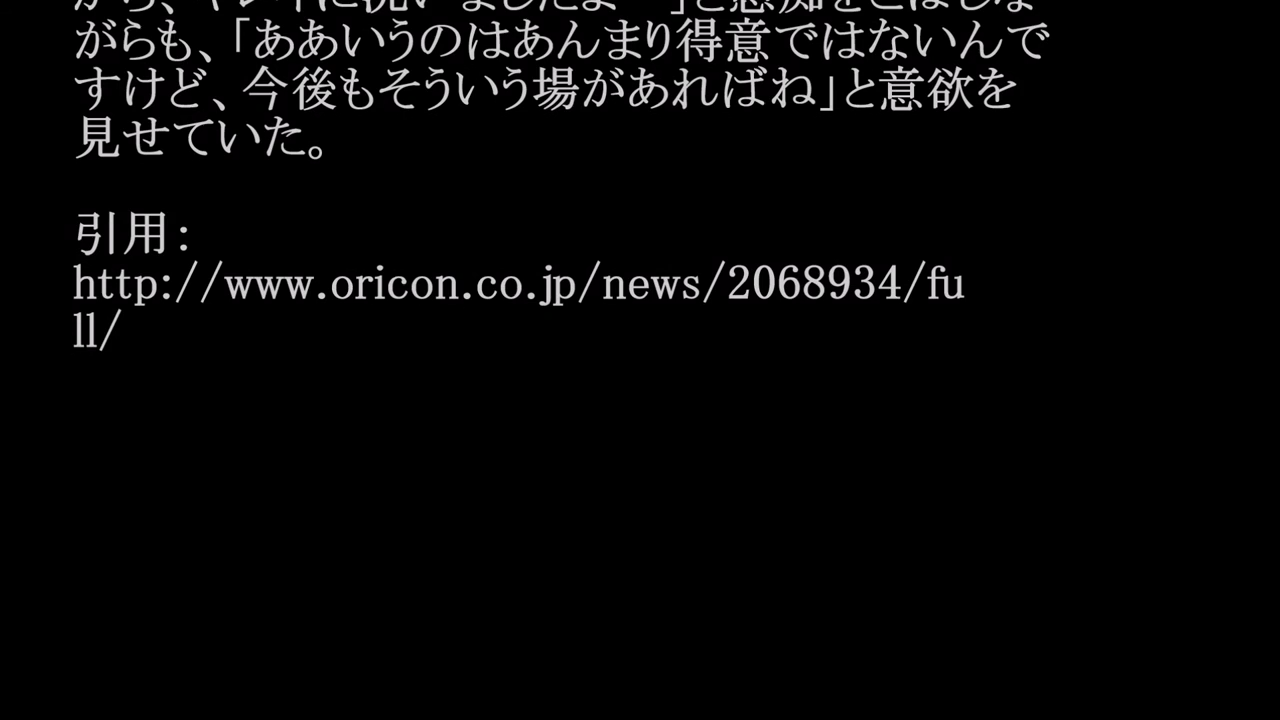 がらも、「ああいうのはあんまり得意ではないんで
すけど、今後もそういう場があればね」と意欲を
見せていた。
引用：
http://www.oricon.co.jp/news/2068934/fu
ll/